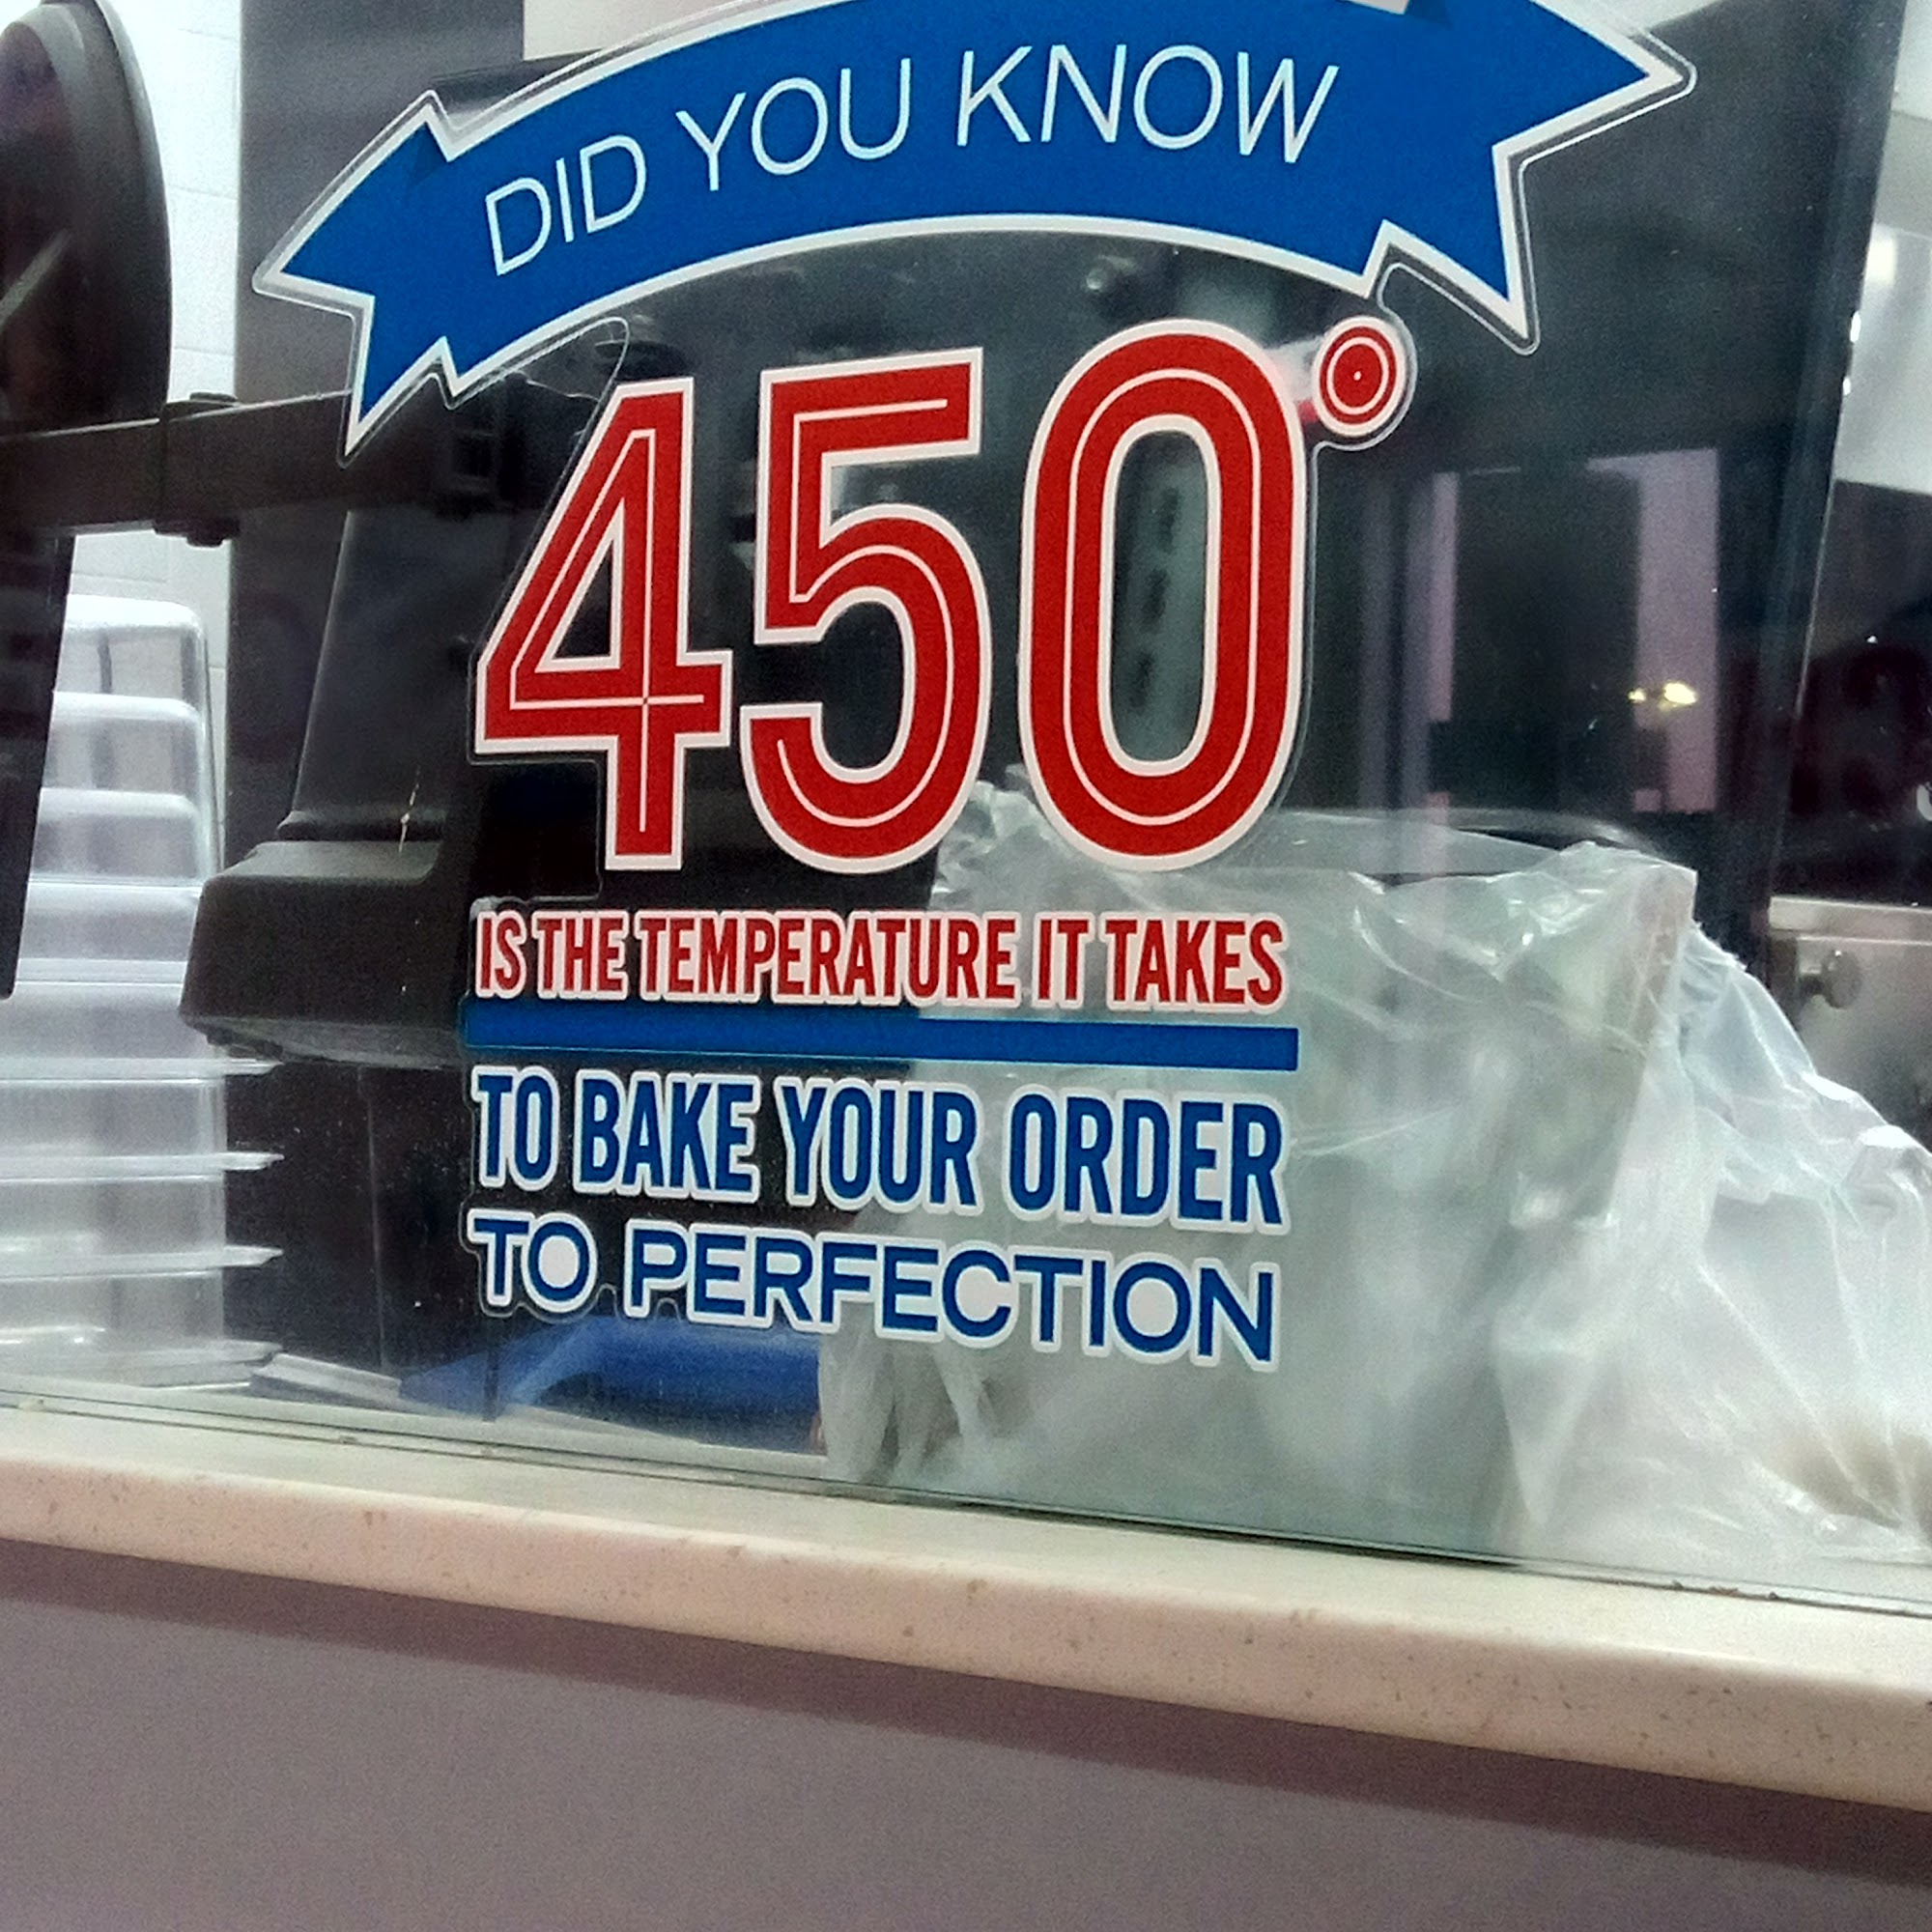 DID YOU KNOW
450°
IS THE TEMPERATURE IT TAKES
TO BAKE YOUR ORDER
TO PERFECTION